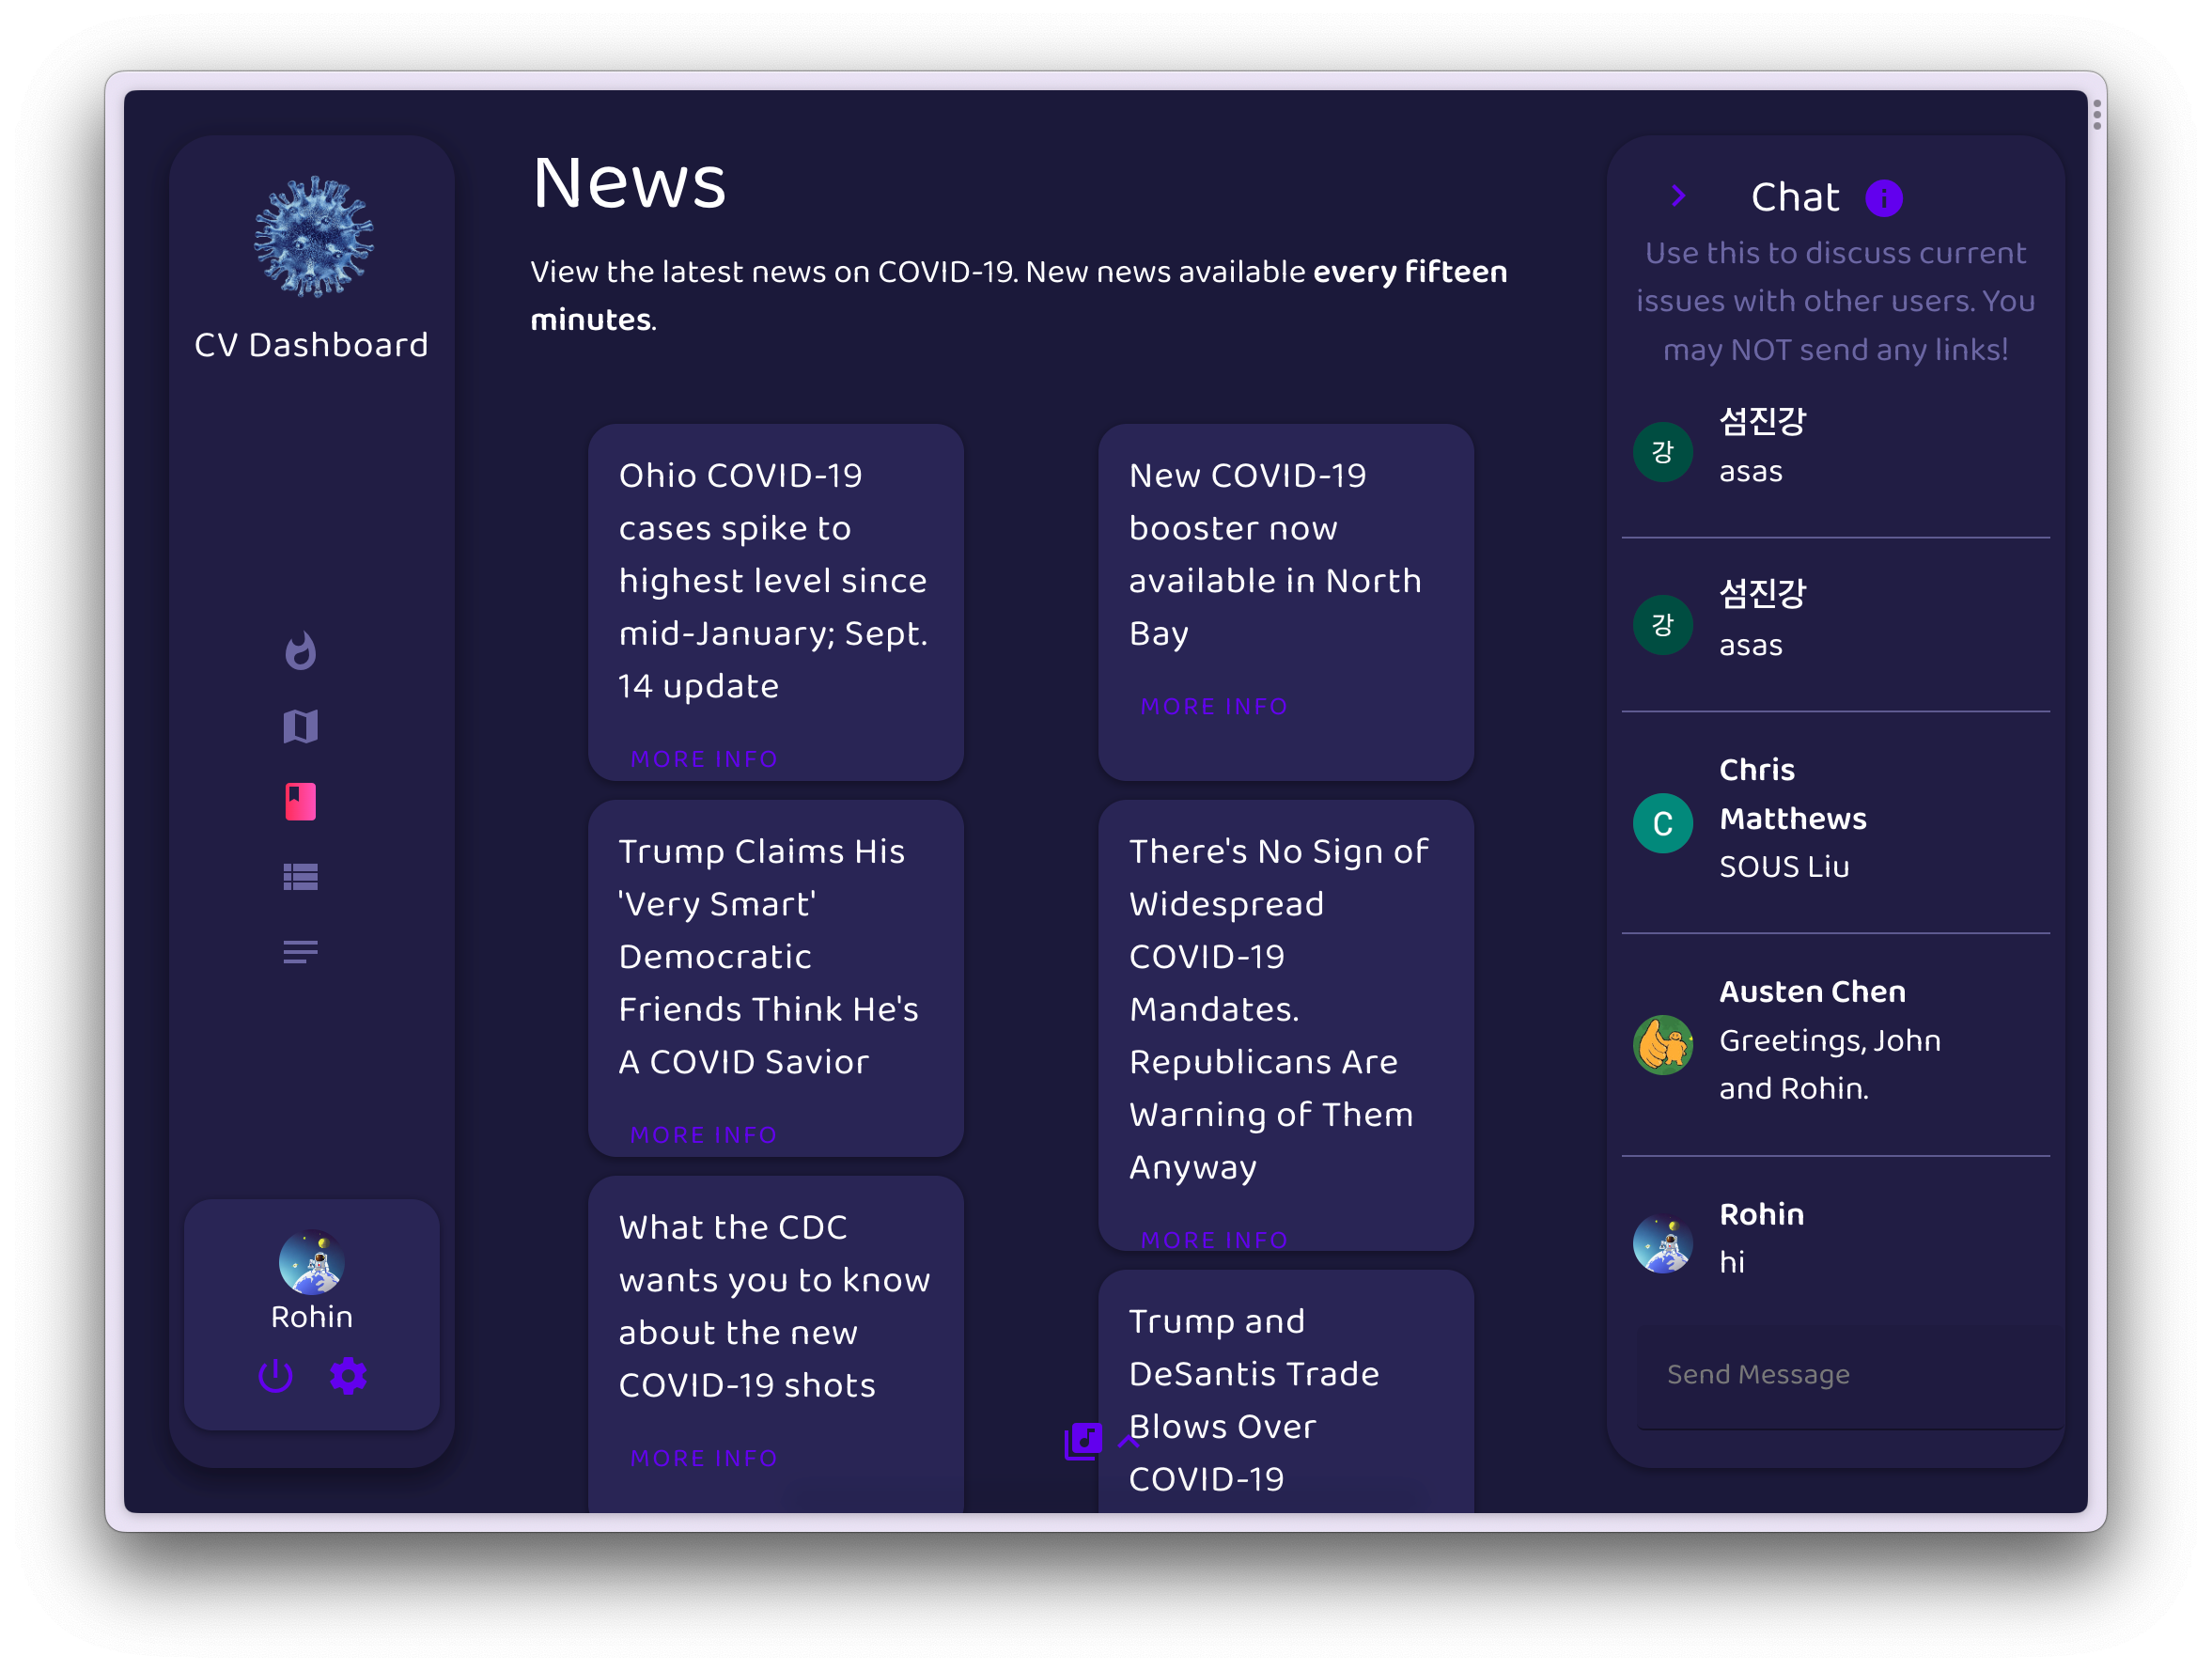 CV Dashboard
Rohin
News
View the latest news on COVID-19. New news available every fifteen
minutes.
Ohio COVID-19
cases spike to
highest level since
mid-January; Sept.
14 update
MORE INFO
New COVID-19
booster now
available in North
Bay
MORE INFO
Trump Claims His
'Very Smart'
Democratic
Friends Think He's
A COVID Savior
MORE INFO
There's No Sign of
Widespread
COVID-19
Mandates.
Republicans Are
Warning of Them
Anyway
MORE INFO
What the CDC
wants you to know
about the new
COVID-19 shots
MORE INFO
Trump and
DeSantis Trade
Blows Over
COVID-19
Chat
Use this to discuss current
issues with other users. You
may NOT send any links!
강
섬진강
asas
강
섬진강
asas
C
Chris
Matthews
SOUS Liu
Austen Chen
Greetings, John
and Rohin.
Rohin
hi
Send Message